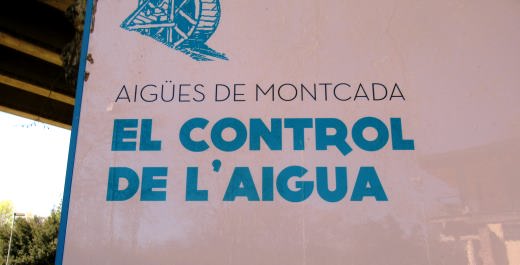 AIGÜES DE MONTCADA
EL CONTROL
DE L'AIGUA